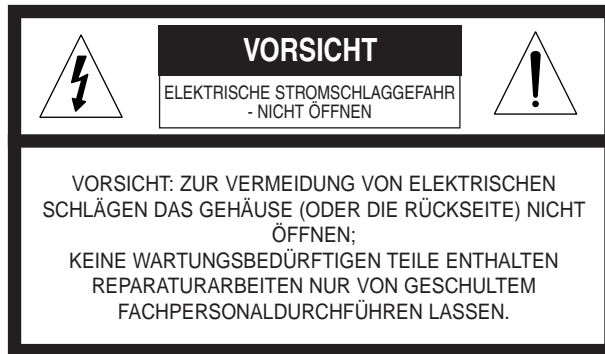 VORSICHT
ELEKTRISCHE STROMSCHLAGGEFAHR
- NICHT ÖFFNEN
VORSICHT: ZUR VERMEIDUNG VON ELEKTRISCHEN
SCHLÄGEN DAS GEHÄUSE (ODER DIE RÜCKSEITE) NICHT
ÖFFNEN;
KEINE WARTUNGSBEDÜRFTIGEN TEILE ENTHALTEN
REPARATURARBEITEN NUR VON GESCHULTEM
FACHPERSONALDURCHFÜHREN LASSEN.